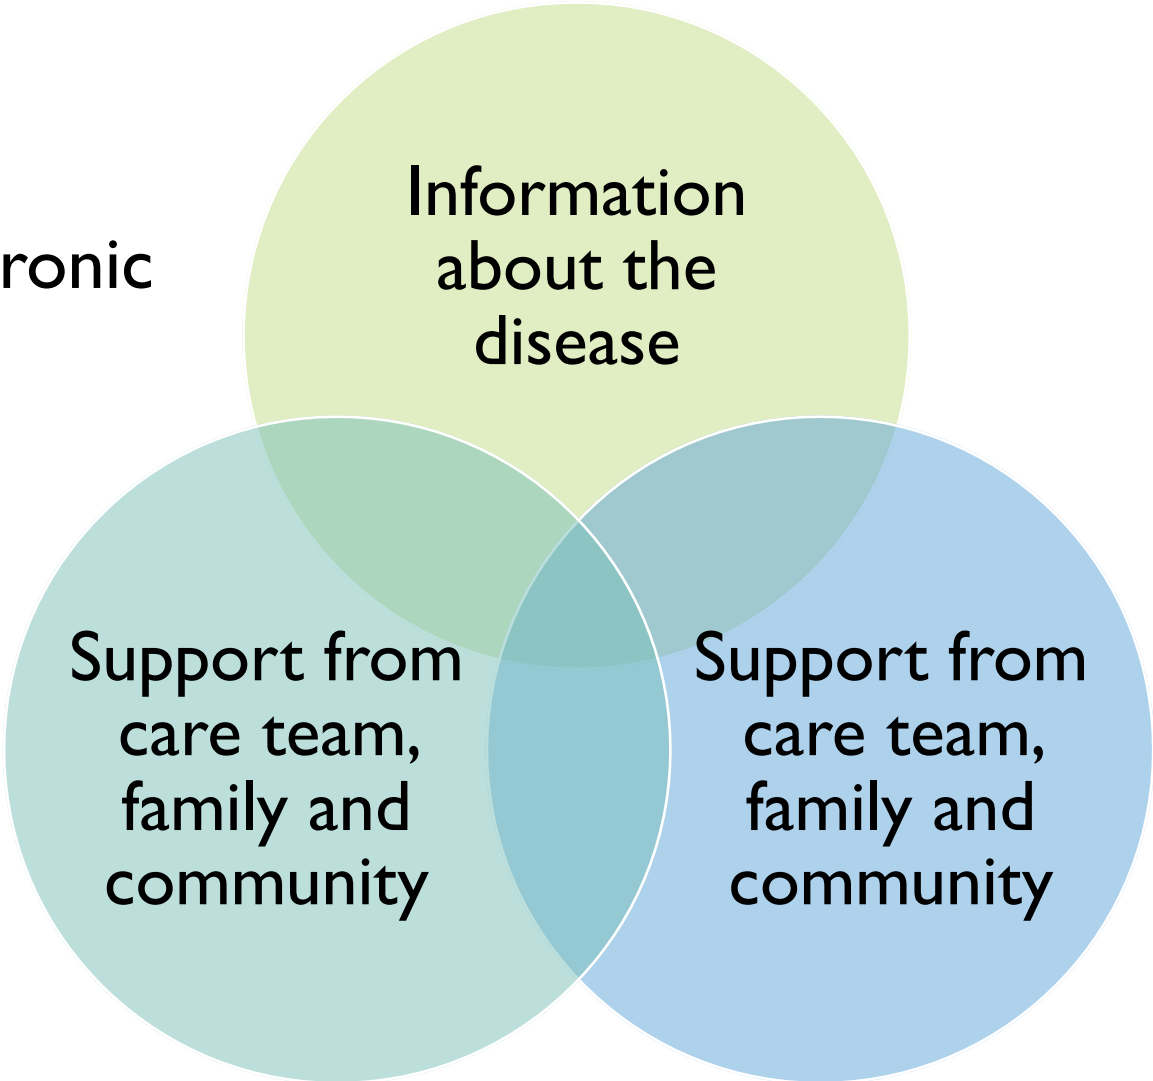 ronic
Information
about the
disease
Support from
care team,
family and
community
Support from
care team,
family and
community